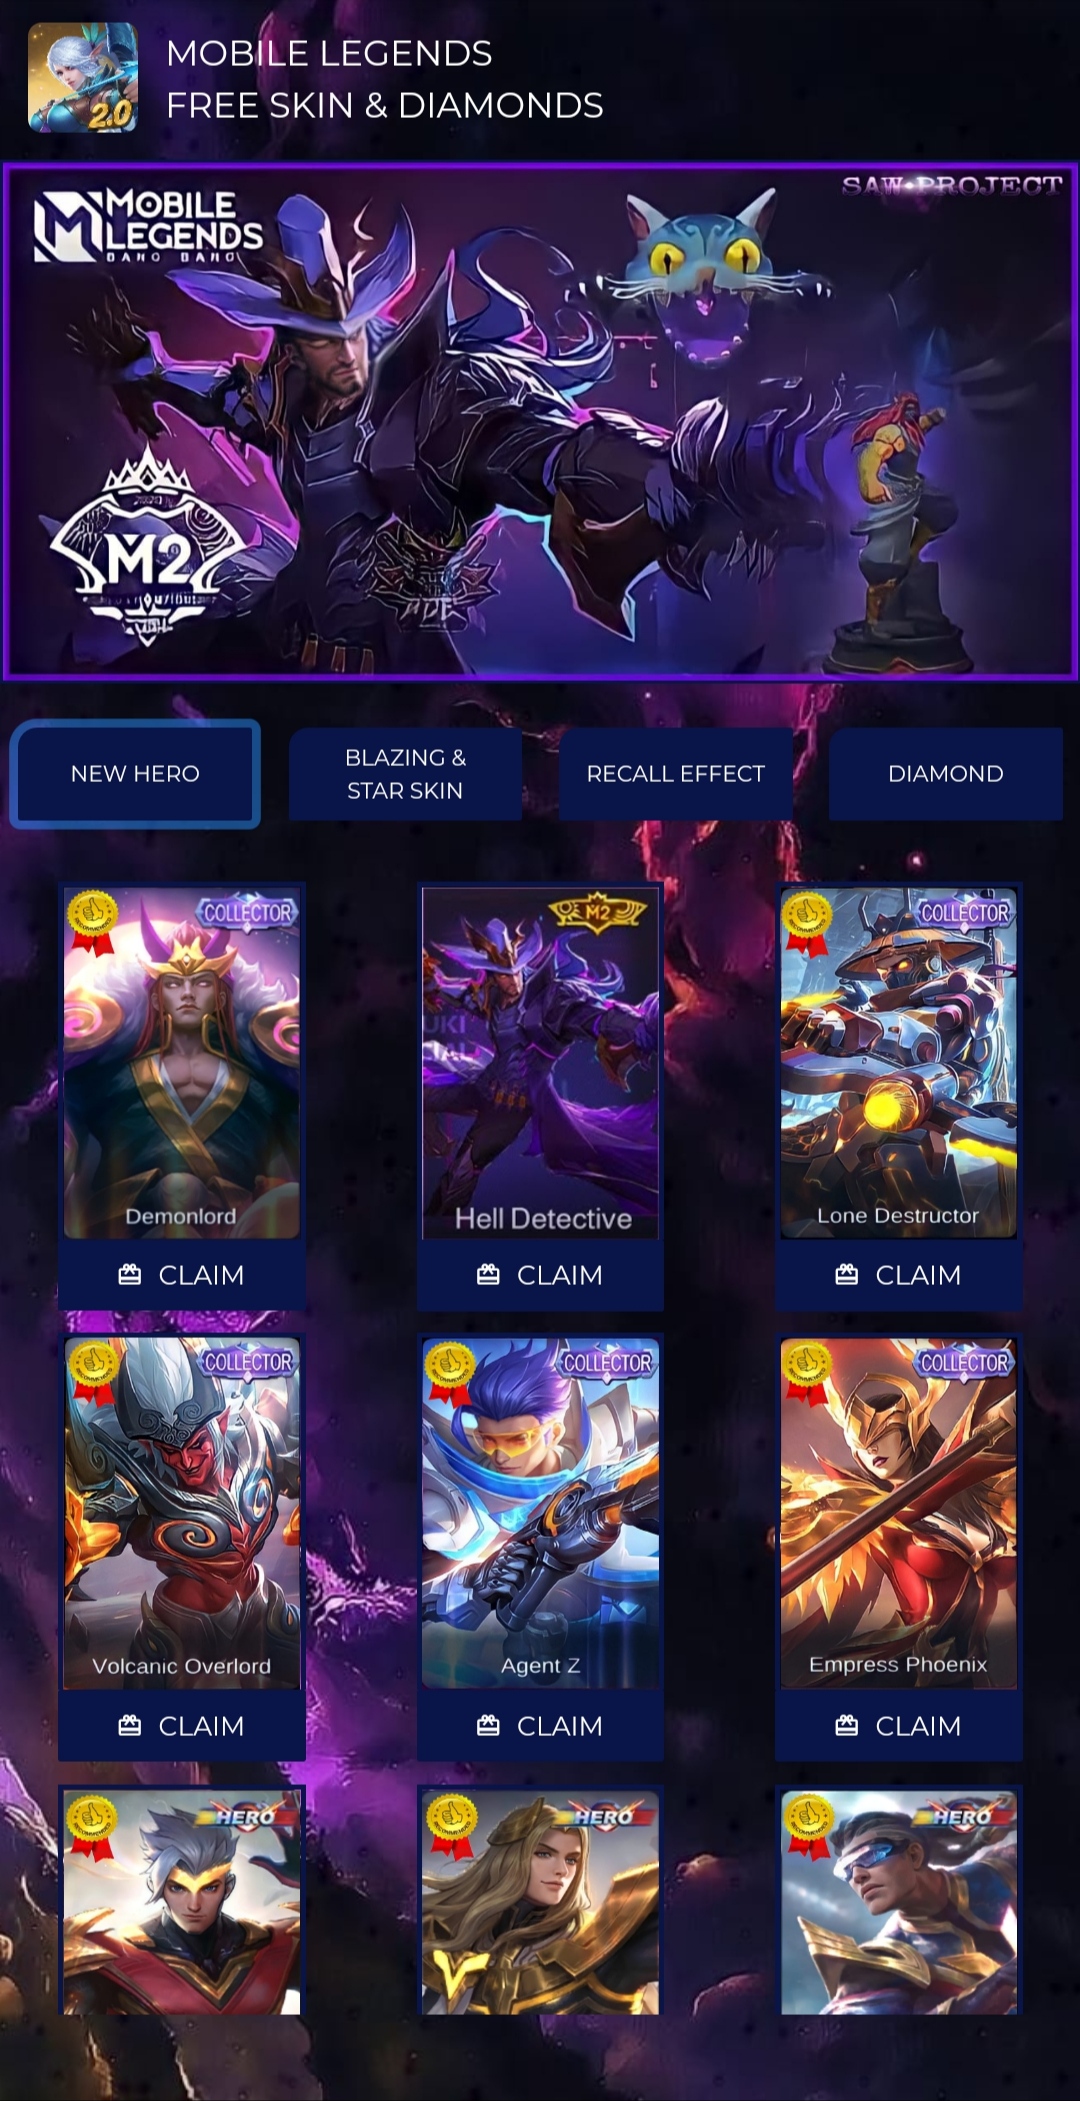 MOBILE LEGENDS
FREE SKIN & DIAMONDS
2.0
SAW PROJECT
MOBILE
LEGENDS
BANG BANG
M2
NEW HERO
BLAZING &
STAR SKIN
RECALL EFFECT
DIAMOND
COLLECTOR
M2
COLLECTOR
Demonlord
Hell Detective
Lone Destructor
CLAIM
CLAIM
CLAIM
COLLECTOR
COLLECTOR
COLLECTOR
Volcanic Overlord
Agent Z
Empress Phoenix
CLAIM
CLAIM
CLAIM
HERO
HERO
HERO